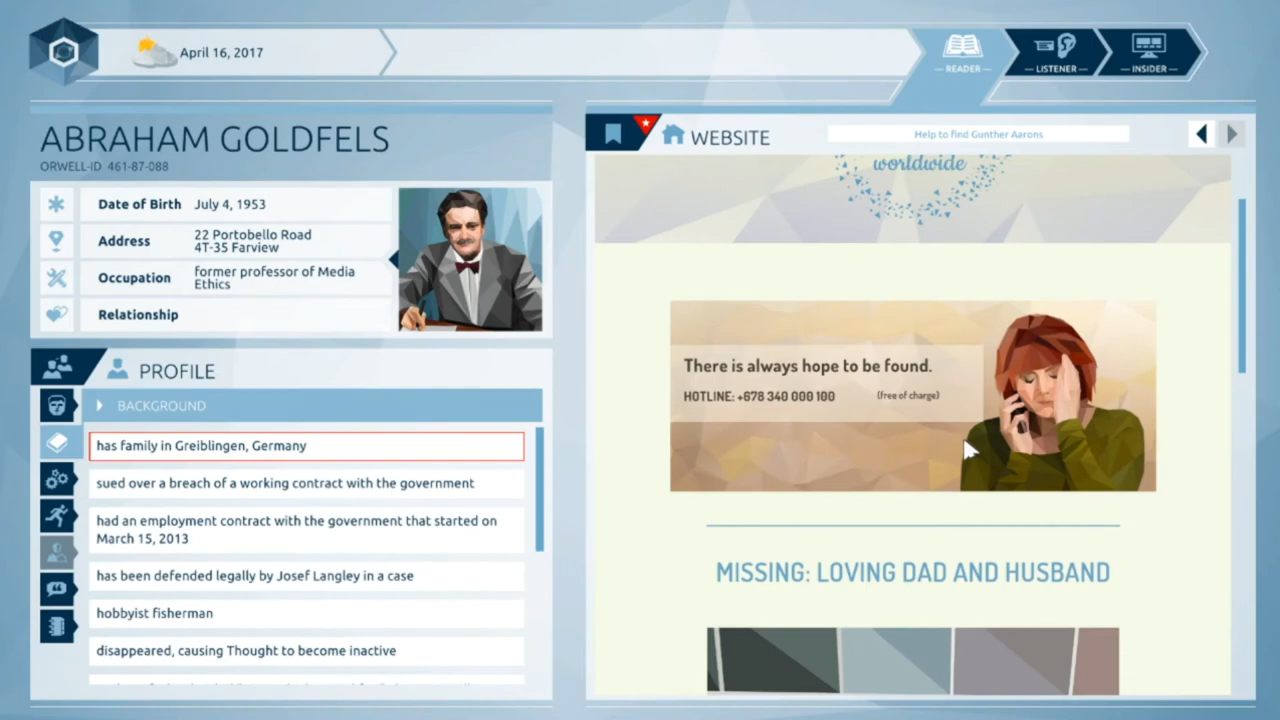 April 16, 2017
— READER —
— LISTENER —
— INSIDER —
ABRAHAM GOLDFELS
ORWELL-ID 461-87-088
Date of Birth July 4, 1953
Address 22 Portobello Road
4T-35 Farview
Occupation former professor of Media
Ethics
Relationship
PROFILE
BACKGROUND
has family in Greiblingen, Germany
sued over a breach of a working contract with the government
had an employment contract with the government that started on
March 15, 2013
has been defended legally by Josef Langley in a case
hobbyist fisherman
disappeared, causing Thought to become inactive
WEBSITE
Help to find Gunther Aarons
worldwide
There is always hope to be found.
HOTLINE: +678 340 000 100 (free of charge)
MISSING: LOVING DAD AND HUSBAND